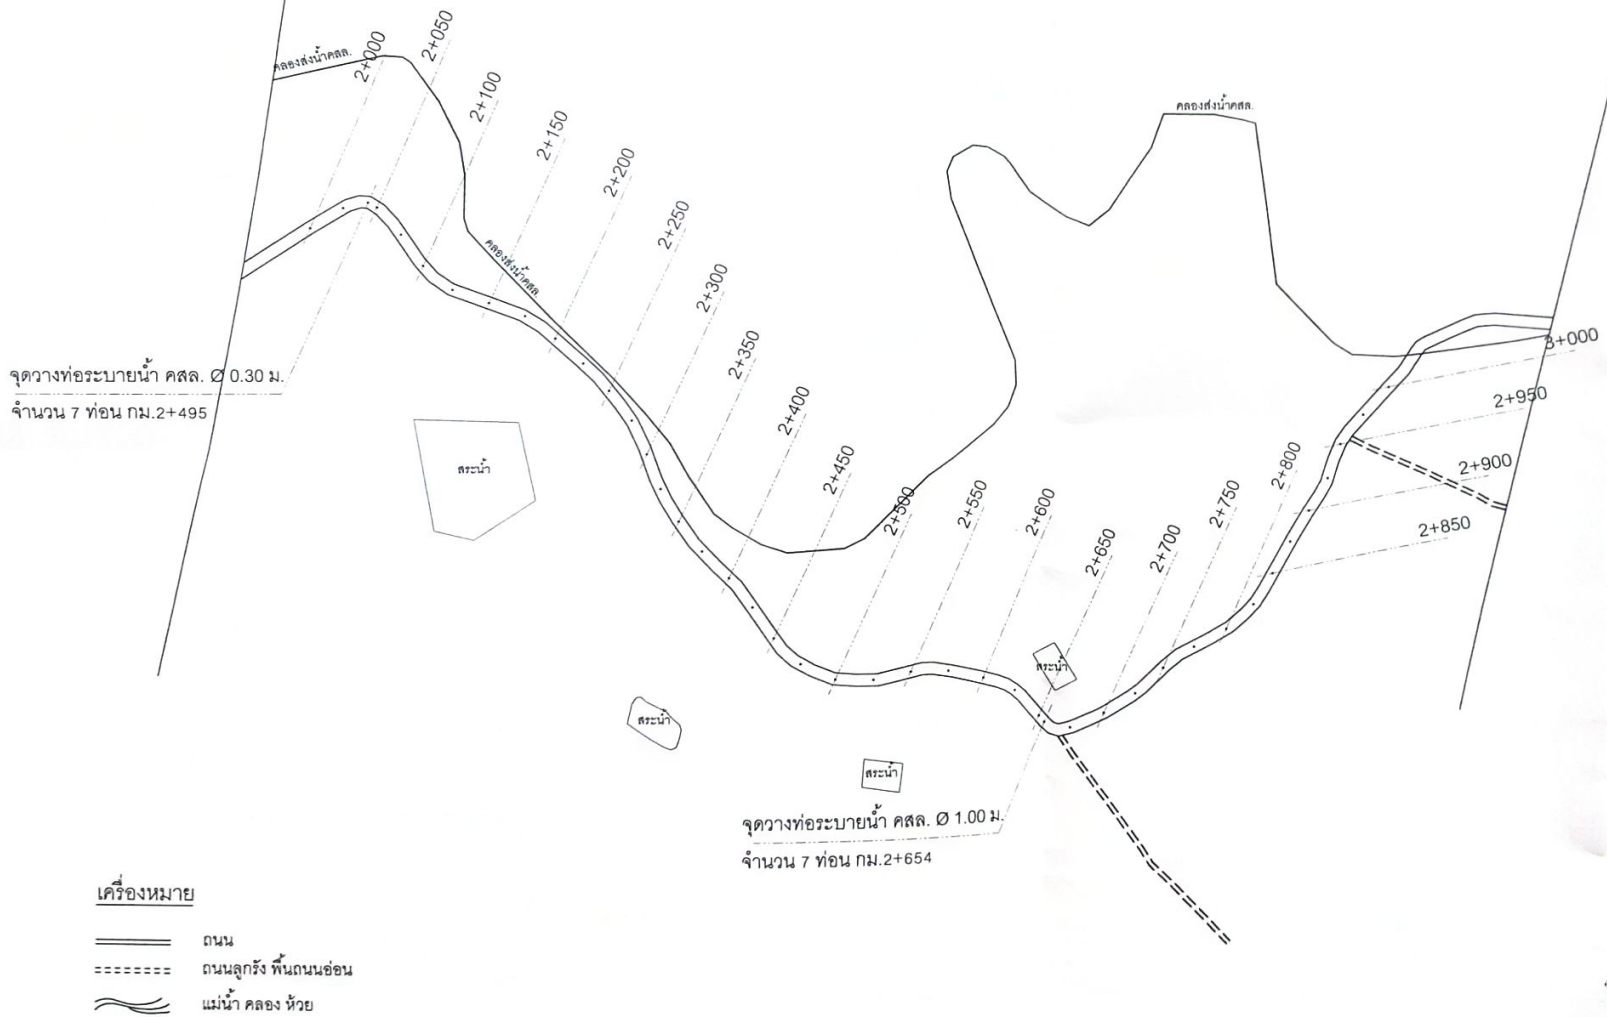 คลองส่งน้ำคสล.
2+000
2+050
2+100
2+150
2+200
2+250
2+300
2+350
2+400
2+450
2+500
2+550
2+600
2+650
2+700
2+750
2+800
2+850
2+900
2+950
3+000
คลองส่งน้ำคสล.
คลองส่งน้ำคสล.
จุดวางท่อระบายน้ำ คสล. Ø 0.30 ม.
จำนวน 7 ท่อน กม.2+495
สระน้ำ
สระน้ำ
สระน้ำ
สระน้ำ
จุดวางท่อระบายน้ำ คสล. Ø 1.00 ม.
จำนวน 7 ท่อน กม.2+654
เครื่องหมาย
ถนน
ถนนลูกรัง พื้นถนนอ่อน
แม่น้ำ คลอง ห้วย